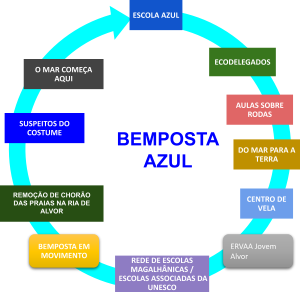 ESCOLA AZUL
ECODELEGADOS
AULAS SOBRE
RODAS
DO MAR PARA A
TERRA
CENTRO DE
VELA
ERVAA Jovem
Alvor
REDE DE ESCOLAS
MAGALHÂNICAS /
ESCOLAS ASSOCIADAS DA
UNESCO
BEMPOSTA EM
MOVIMENTO
REMOÇÃO DE CHORÃO
DAS PRAIAS NA RIA DE
ALVOR
SUSPEITOS DO
COSTUME
O MAR COMEÇA
AQUI
BEMPOSTA
AZUL